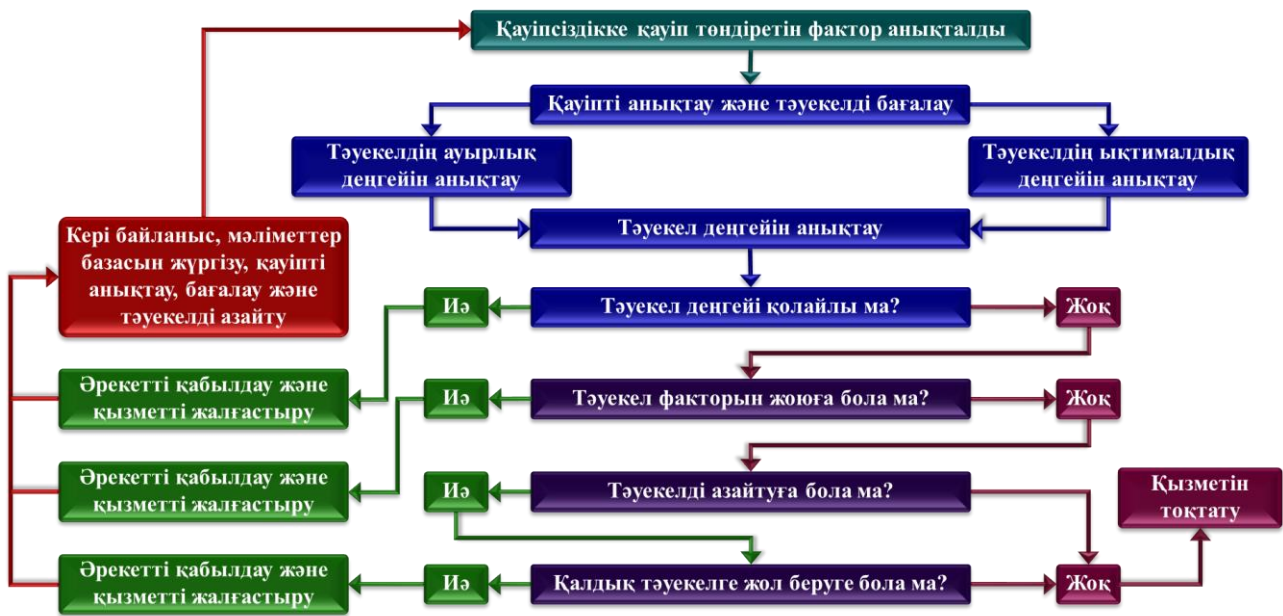 Қауіпсіздікке қауіп төндіретін фактор анықталды
Қауіпті анықтау және тәуекелді бағалау
Тәуекелдің ауырлық
деңгейін анықтау
Тәуекелдің ықтималдық
деңгейін анықтау
Тәуекел деңгейін анықтау
Кері байланыс, мәліметтер
базасын жүргізу, қауіпті
анықтау, бағалау және
тәуекелді азайту
Иә
Тәуекел деңгейі қолайлы ма?
Жоқ
Әрекетті қабылдау және
қызметті жалғастыру
Иә
Тәуекел факторын жоюға бола ма?
Жоқ
Әрекетті қабылдау және
қызметті жалғастыру
Иә
Тәуекелді азайтуға бола ма?
Қызметін
тоқтату
Әрекетті қабылдау және
қызметті жалғастыру
Иә
Қалдық тәуекелге жол беруге бола ма?
Жоқ